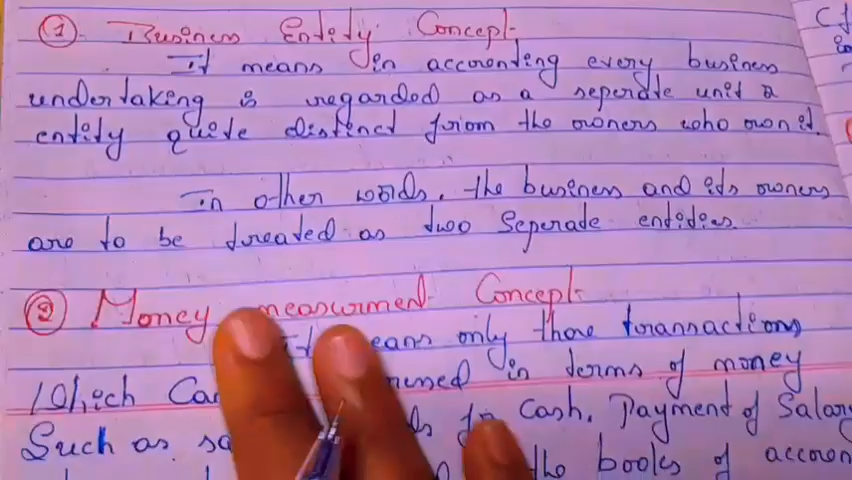 (1) Business Entity Concept
It means in accounting every business
undertaking is regarded as a seperate unit &
entity quite distinct from the owners who own it.
In other words, the business and its owners
are to be treated as two Seperate entities.
(2) Money measurment Concept
means only those transactions
Which in terms of money
Such as for Cash. Payment of Salary
the books of accoun